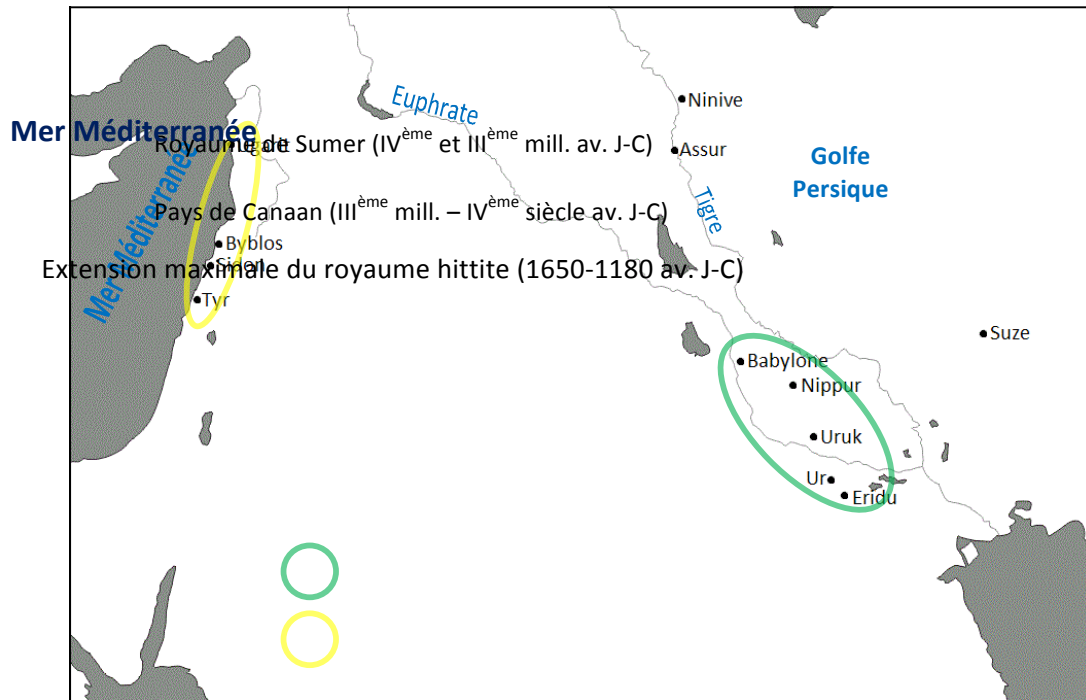 Ninive
Euphrate
Mer Méditerranée
Royaume de Sumer (IVème et IIIème mill. av. J-C)
Assur
Golfe
Persique
Mer Méditerranée
Tigre
Pays de Canaan (IIIème mill. – IVème siècle av. J-C)
Byblos
Sidon
Extension maximale du royaume hittite (1650-1180 av. J-C)
Tyr
Suze
Babylone
Nippur
Uruk
Ur
Eridu